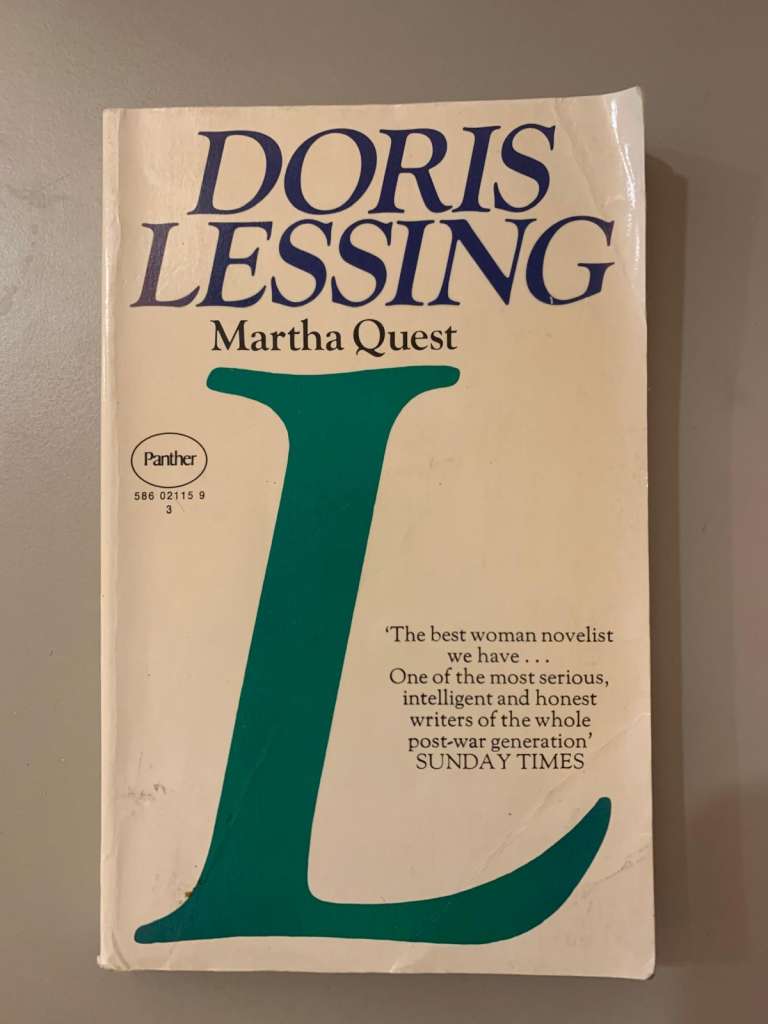 DORIS
LESSING
Martha Quest
L
Panther
586 02115 9
3
‘The best woman novelist
we have . . .
One of the most serious,
intelligent and honest
writers of the whole
post-war generation’
SUNDAY TIMES